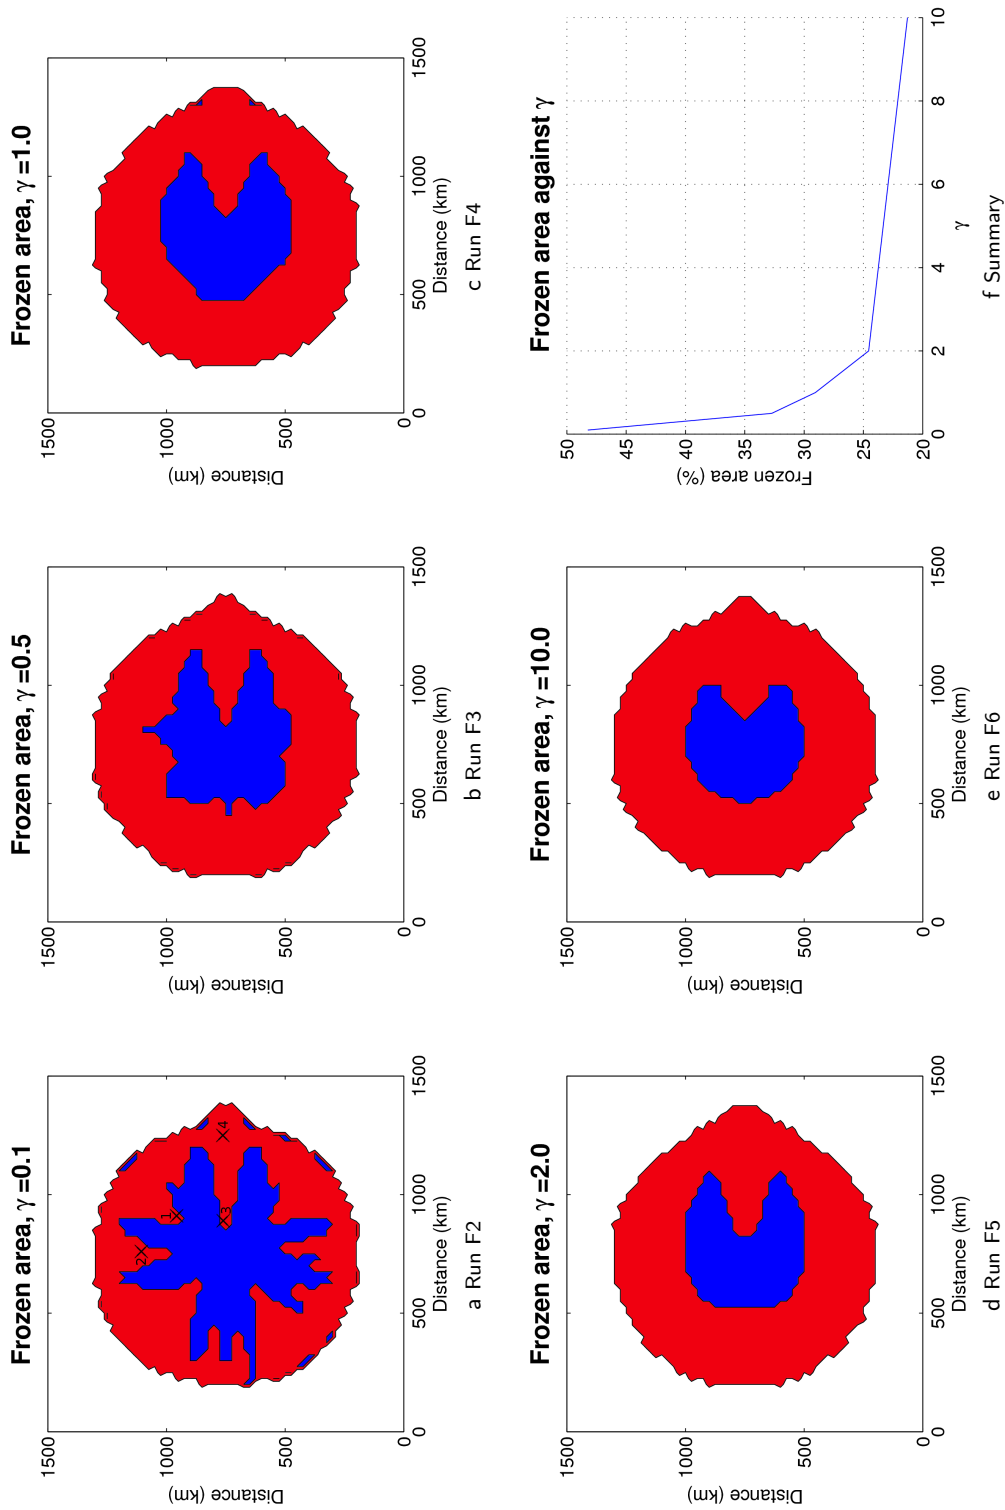 Frozen area, γ =0.1
1500
1000
500
0
Distance (km)
0
500
1000
1500
Distance (km)
1
2
3
4
a Run F2
Frozen area, γ =0.5
1500
1000
500
0
Distance (km)
0
500
1000
1500
Distance (km)
b Run F3
Frozen area, γ =1.0
1500
1000
500
0
Distance (km)
0
500
1000
1500
Distance (km)
c Run F4
Frozen area, γ =2.0
1500
1000
500
0
Distance (km)
0
500
1000
1500
Distance (km)
d Run F5
Frozen area, γ =10.0
1500
1000
500
0
Distance (km)
0
500
1000
1500
Distance (km)
e Run F6
Frozen area against γ
50
45
40
35
30
25
20
Frozen area (%)
0
2
4
6
8
10
γ
f Summary